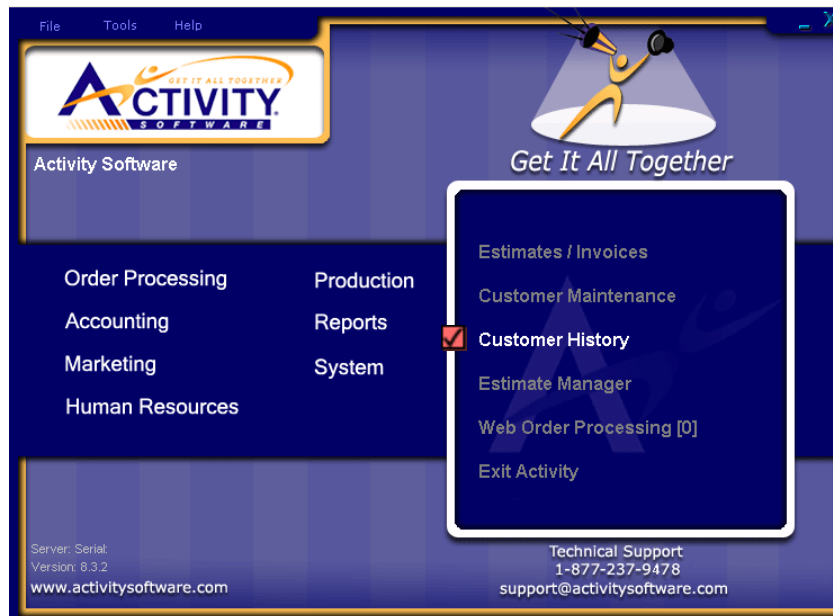 File Tools Help
GET IT ALL TOGETHER
ACTIVITY
SOFTWARE
Activity Software
Get It All Together
Order Processing
Accounting
Marketing
Human Resources
Production
Reports
System
Estimates / Invoices
Customer Maintenance
Customer History
Estimate Manager
Web Order Processing [0]
Exit Activity
Server: Serial:
Version: 8.3.2
www.activitysoftware.com
Technical Support
1-877-237-9478
support@activitysoftware.com